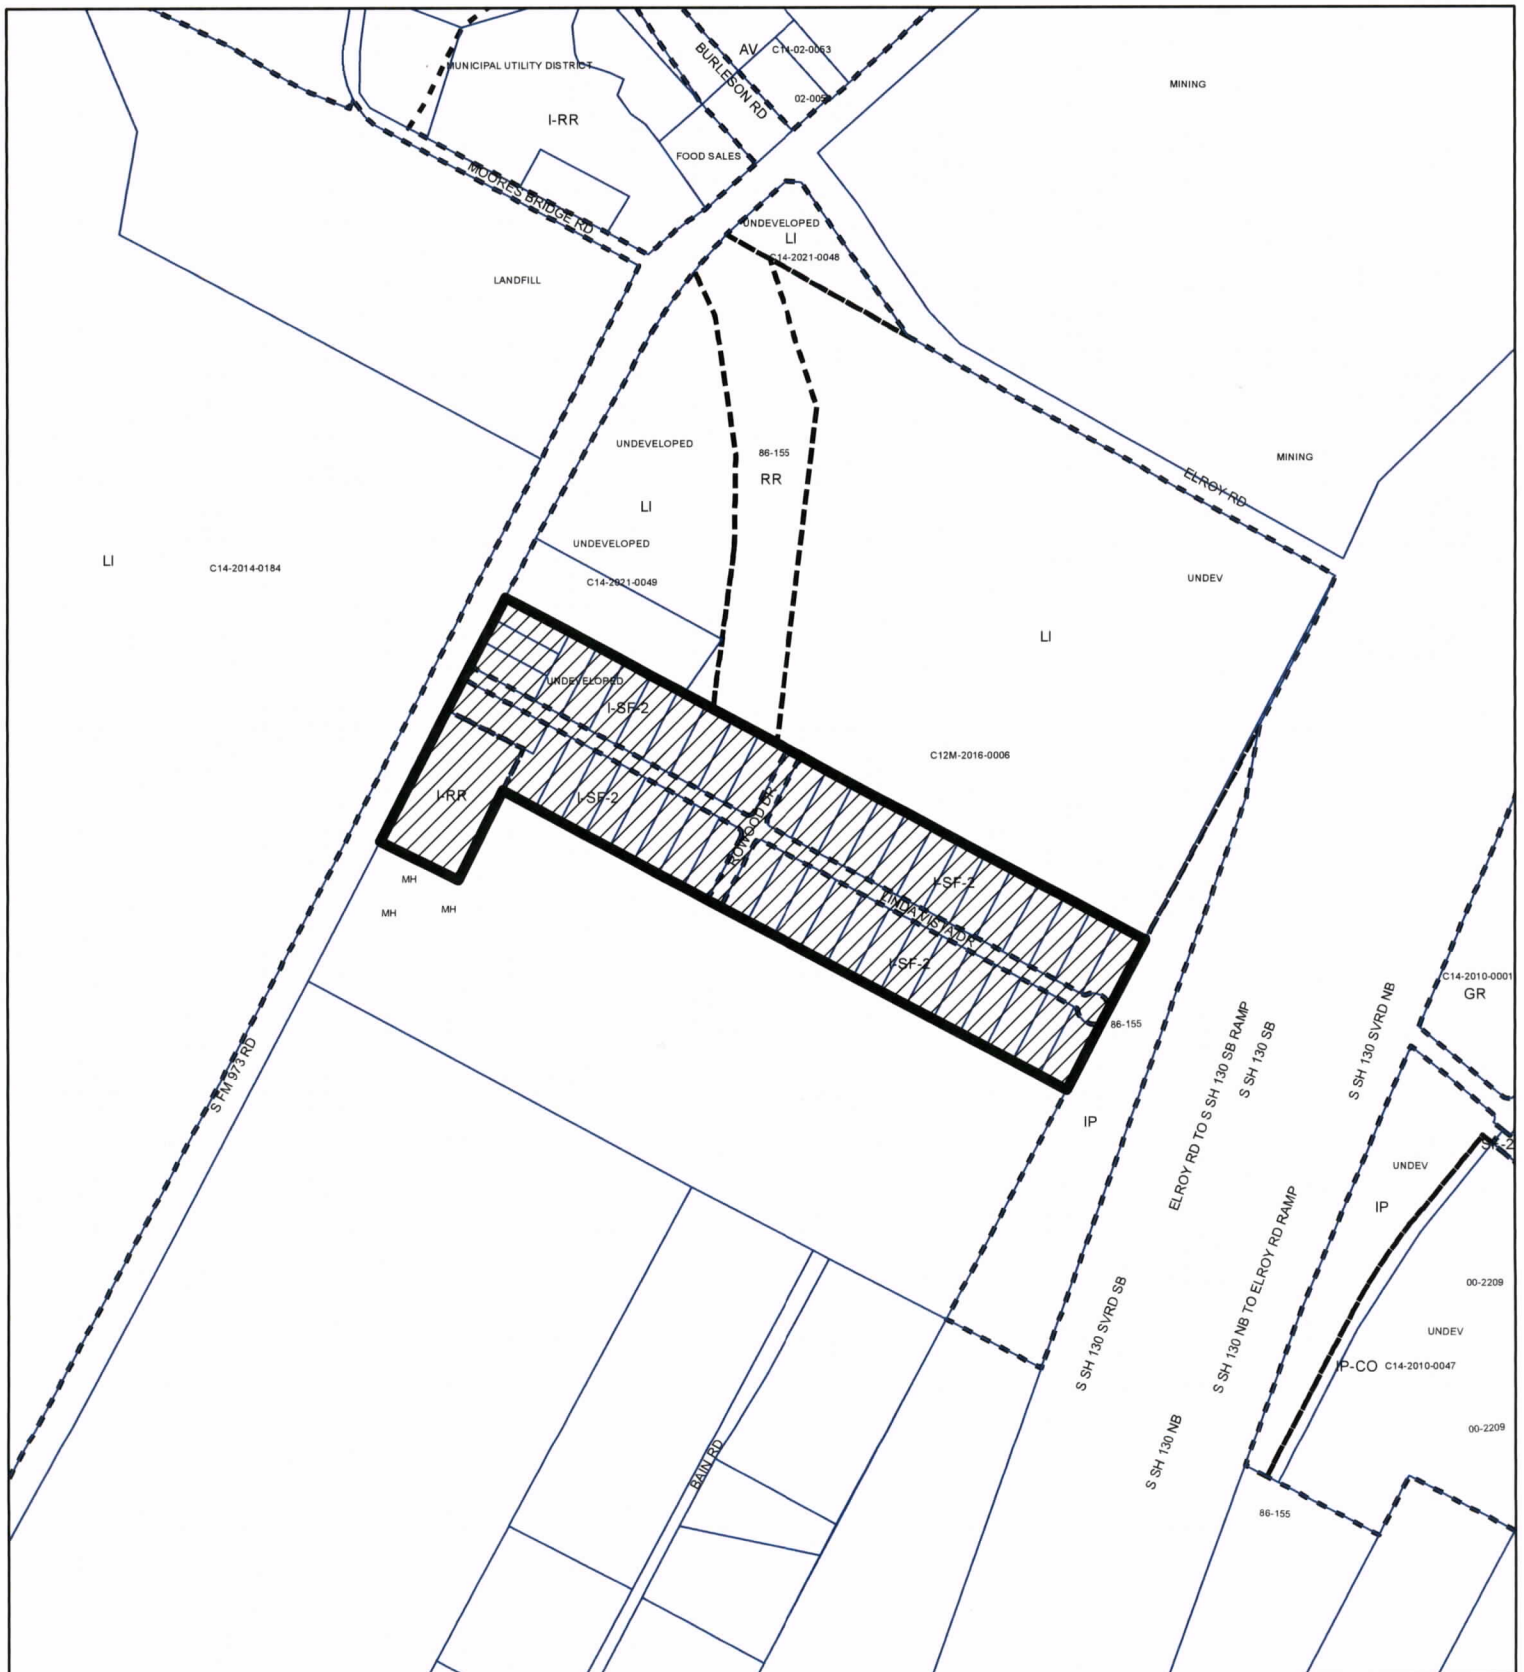 AV
C14-02-0053
MINING
MUNICIPAL UTILITY DISTRICT
BURLESON RD
I-RR
FOOD SALES
MOORES BRIDGE RD
UNDEVELOPED
LI
C14-2021-0048
LANDFILL
UNDEVELOPED
86-155
RR
MINING
ELROY RD
LI
UNDEVELOPED
LI
C14-2014-0184
C14-2021-0049
UNDEV
LI
UNDEVELOPED
I-SF-2
C12M-2016-0006
I-RR
I-SF-2
I-SF-2
LINDA VISTA DR
I-SF-2
MH
MH
MH
86-155
C14-2010-0001
GR
S FM 973 RD
ELROY RD TO S SH 130 SB RAMP
S SH 130 SB
S SH 130 SVRD NB
IP
SF-2
UNDEV
IP
S SH 130 SVRD SB
S SH 130 NB TO ELROY RD RAMP
00-2209
UNDEV
IP-CO
C14-2010-0047
00-2209
S SH 130 NB
BAIN RD
86-155